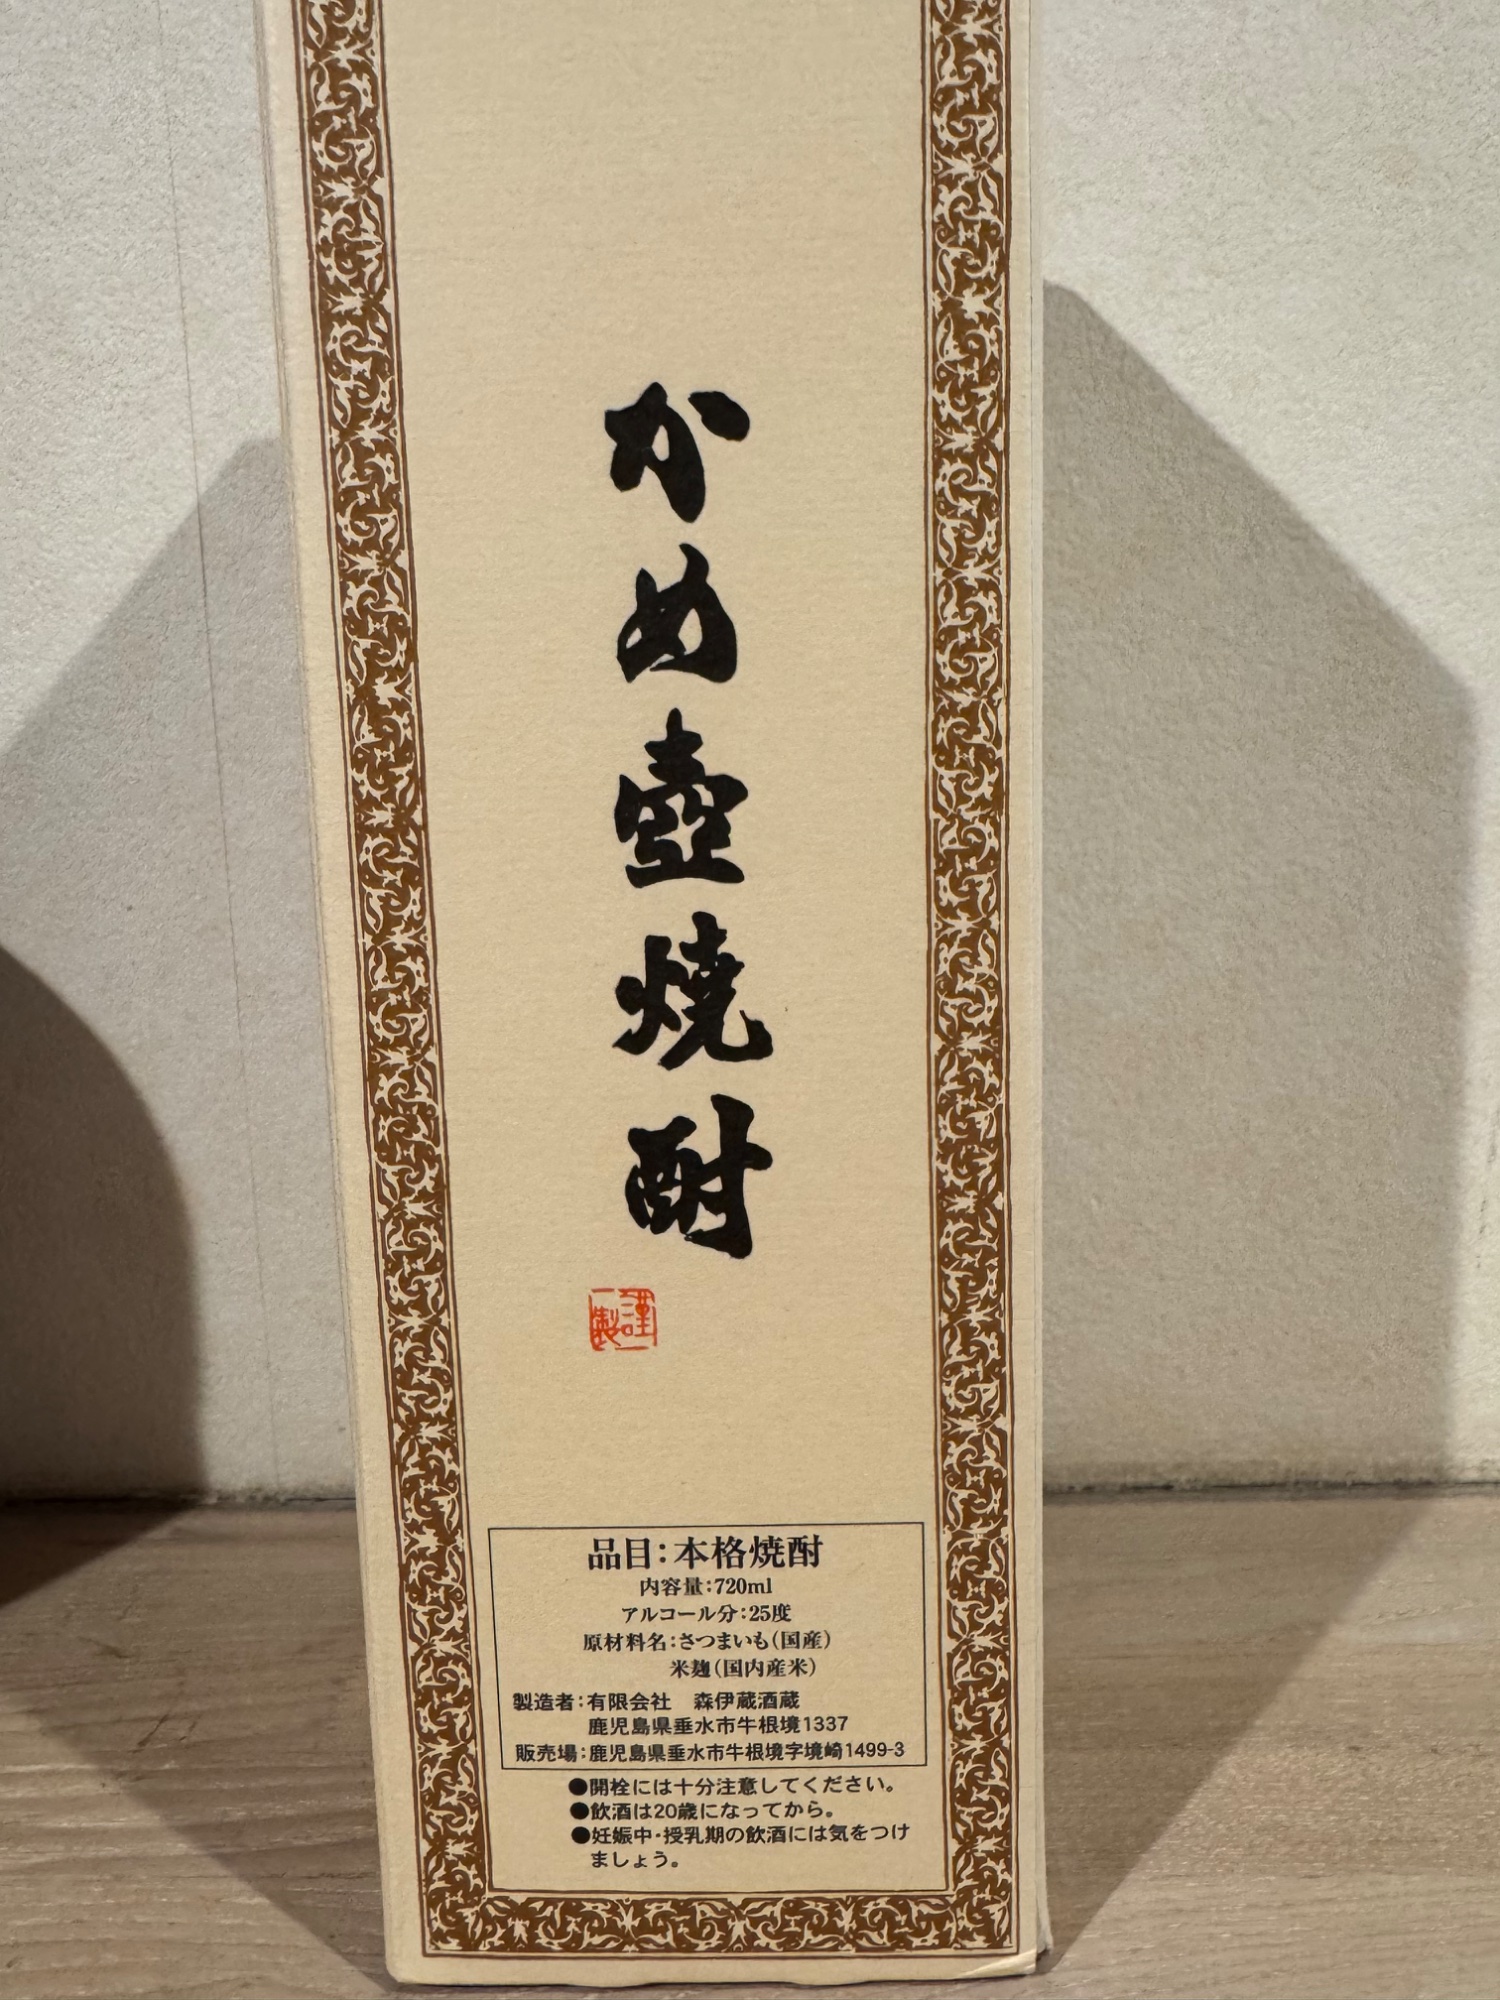 かめ壺焼酎
謹製
品目：本格焼酎
内容量：720ml
アルコール分：25度
原材料名：さつまいも（国産）
米麹（国内産米）
製造者：有限会社　森伊蔵酒蔵
鹿児島県垂水市牛根境1337
販売場：鹿児島県垂水市牛根境字境崎1499-3
●開栓には十分注意してください。
●飲酒は20歳になってから。
●妊娠中・授乳期の飲酒には気をつけ
ましょう。